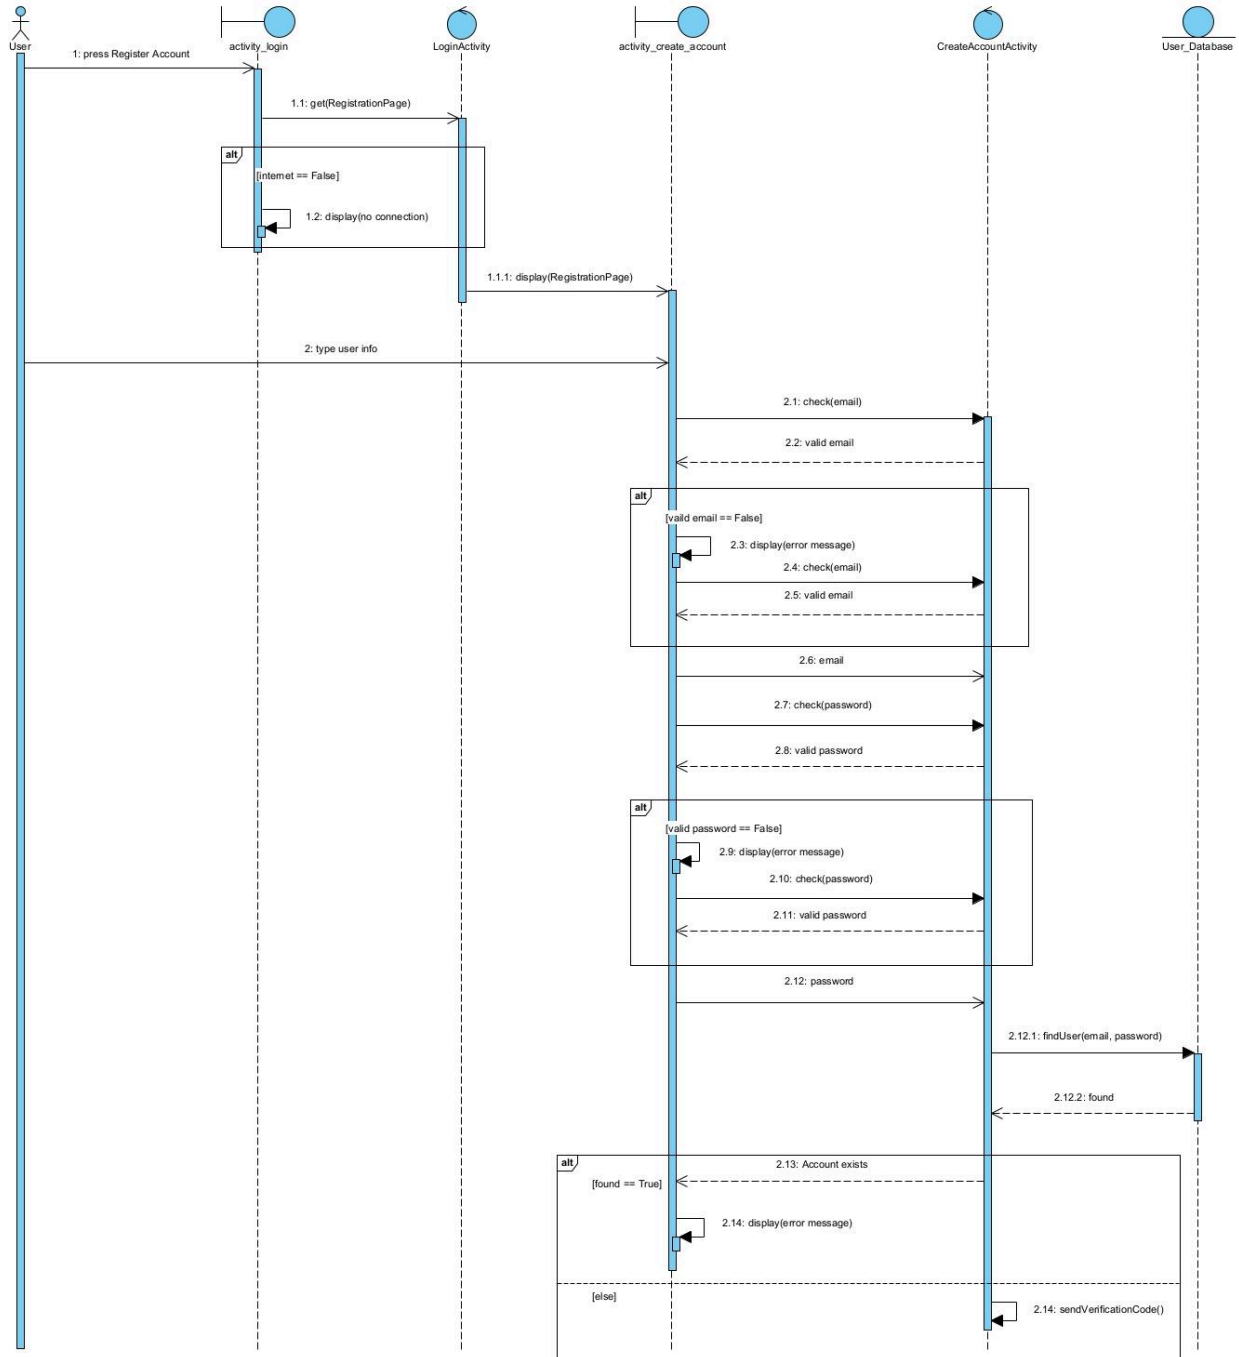 User
activity_login
LoginActivity
activity_create_account
CreateAccountActivity
User_Database
1: press Register Account
1.1: get(RegistrationPage)
alt
[internet == False]
1.2: display(no connection)
1.1.1: display(RegistrationPage)
2: type user info
2.1: check(email)
2.2: valid email
alt
[vaild email == False]
2.3: display(error message)
2.4: check(email)
2.5: valid email
2.6: email
2.7: check(password)
2.8: valid password
alt
[valid password == False]
2.9: display(error message)
2.10: check(password)
2.11: valid password
2.12: password
2.12.1: findUser(email, password)
2.12.2: found
alt
2.13: Account exists
[found == True]
2.14: display(error message)
[else]
2.14: sendVerificationCode()